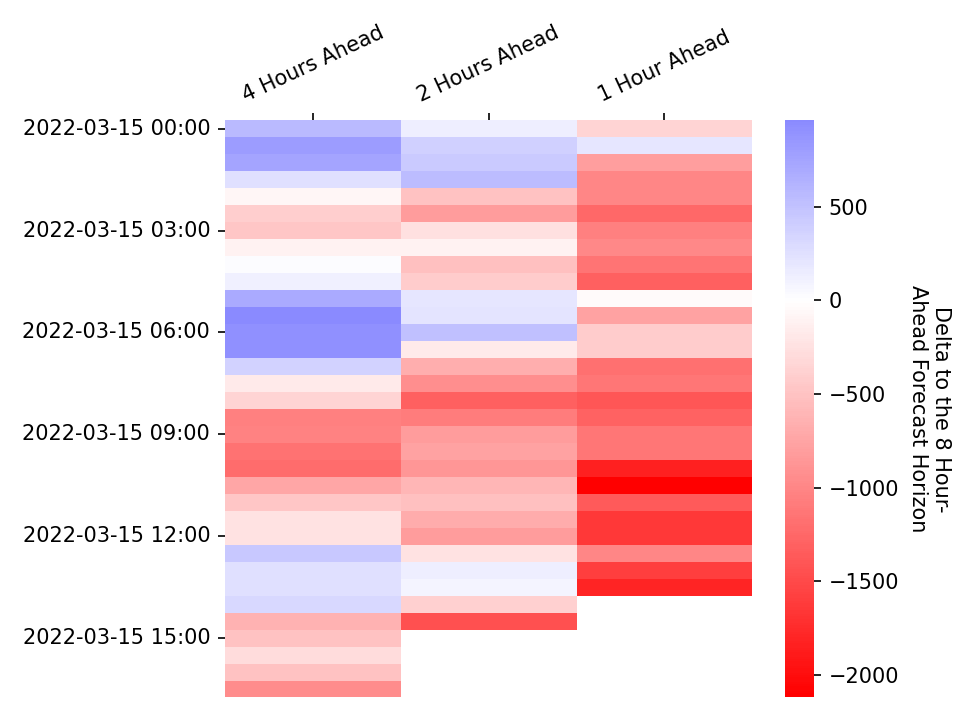 4 Hours Ahead
2 Hours Ahead
1 Hour Ahead
2022-03-15 00:00
2022-03-15 03:00
2022-03-15 06:00
2022-03-15 09:00
2022-03-15 12:00
2022-03-15 15:00
500
0
−500
−1000
−1500
−2000
Delta to the 8 Hour-
Ahead Forecast Horizon